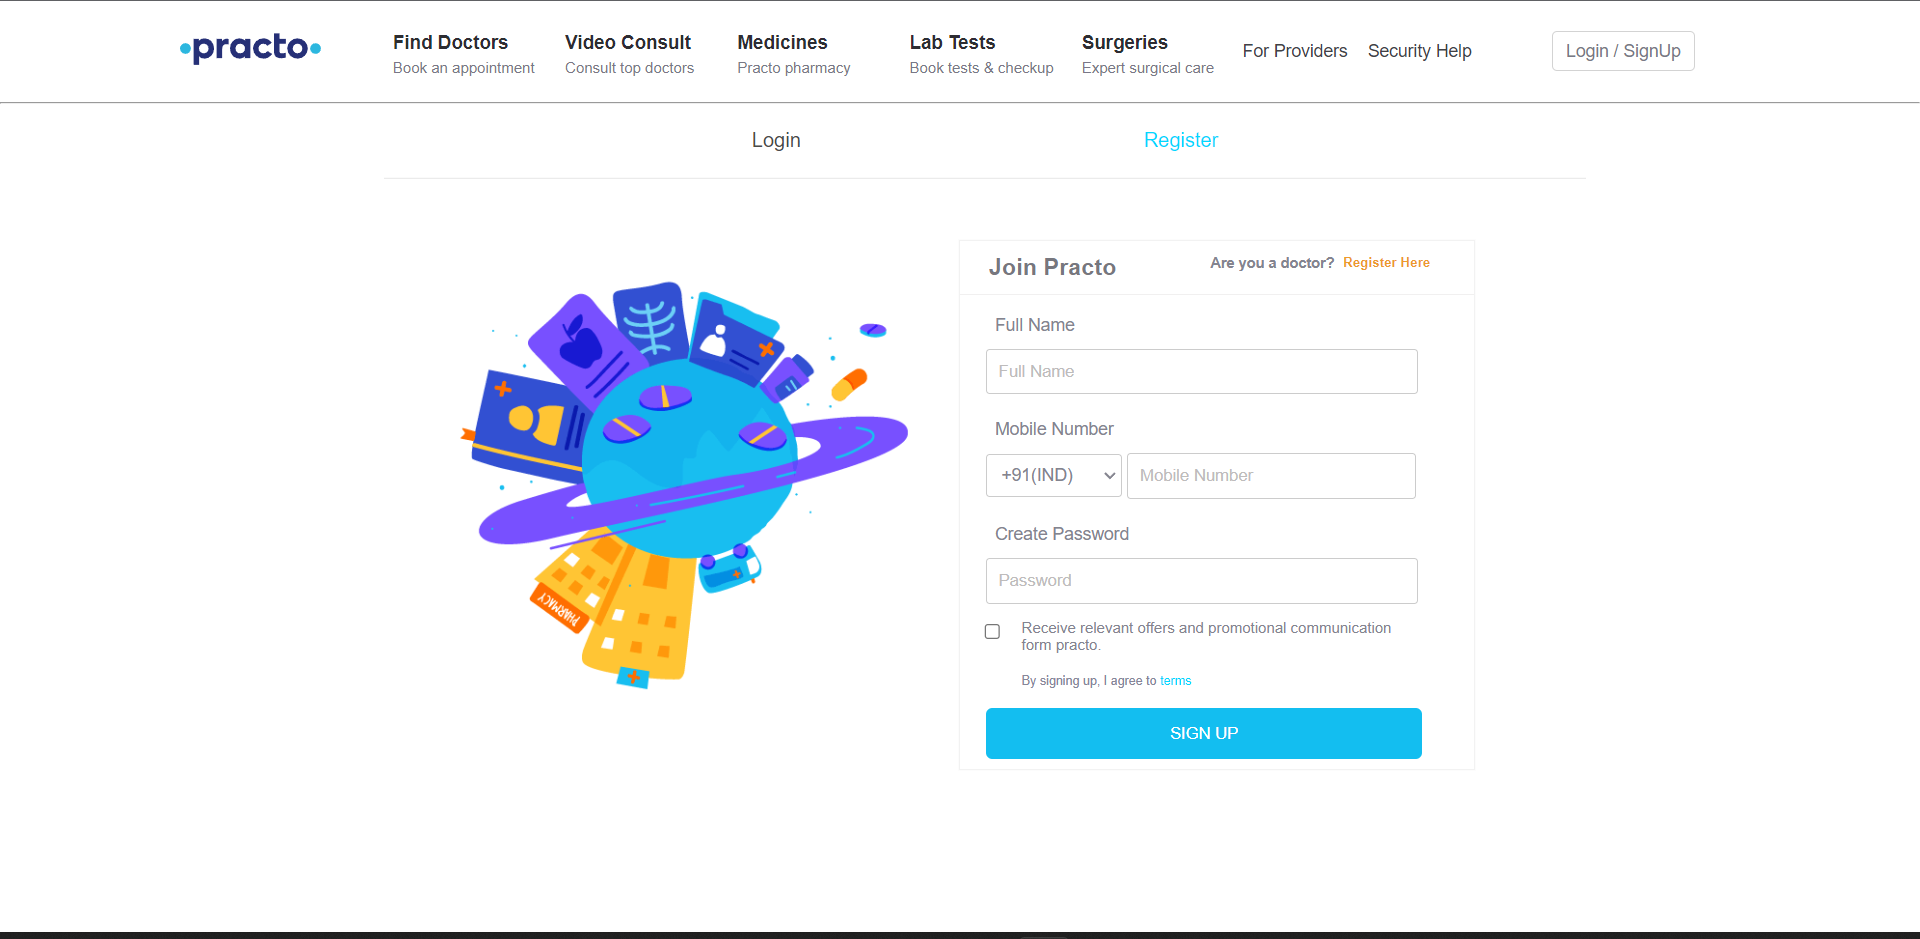 practo
Find Doctors
Book an appointment
Video Consult
Consult top doctors
Medicines
Practo pharmacy
Lab Tests
Book tests & checkup
Surgeries
Expert surgical care
For Providers
Security Help
Login / SignUp
Login
Register
PHARMACY
Join Practo
Are you a doctor? Register Here
Full Name
Full Name
Mobile Number
+91(IND)
Mobile Number
Create Password
Password
Receive relevant offers and promotional communication
form practo.
By signing up, I agree to terms
SIGN UP